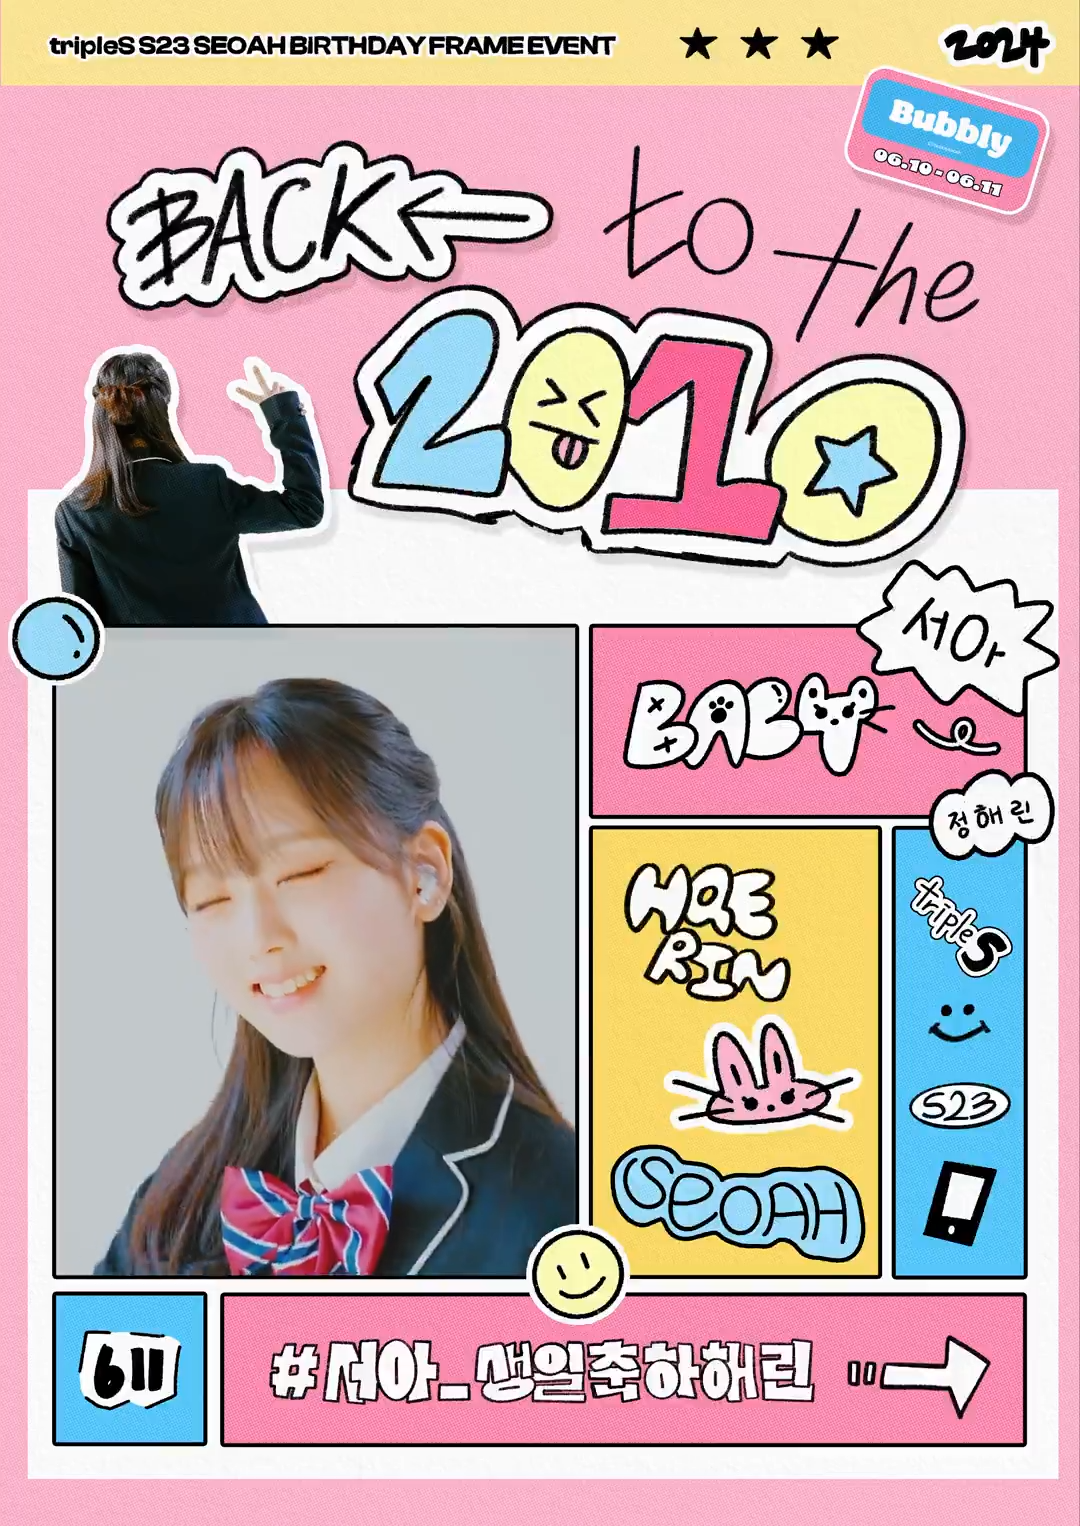 tripleS S23 SEOAH BIRTHDAY FRAME EVENT
2024
Bubbly
06.10 - 06.11
BACK
to the
2010
서아
BABY
정해린
HAE
RIN
tripleS
S23
SEOAH
611
#서아_생일축하해린